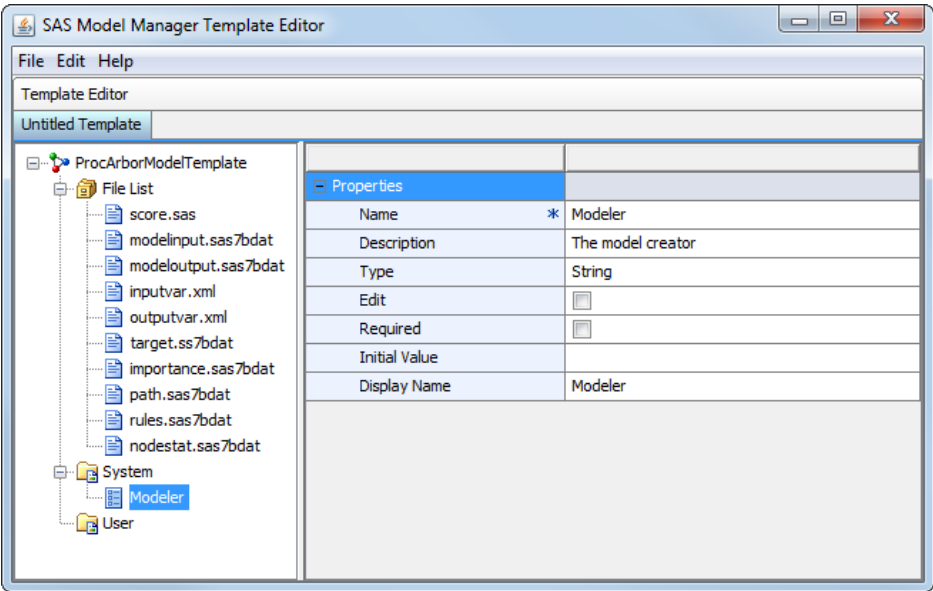 SAS Model Manager Template Editor
File Edit Help
Template Editor
Untitled Template
ProcArborModelTemplate
File List
score.sas
modelinput.sas7bdat
modeloutput.sas7bdat
inputvar.xml
outputvar.xml
target.ss7bdat
importance.sas7bdat
path.sas7bdat
rules.sas7bdat
nodestat.sas7bdat
System
Modeler
User
Properties
Name * Modeler
Description The model creator
Type String
Edit
Required
Initial Value
Display Name Modeler